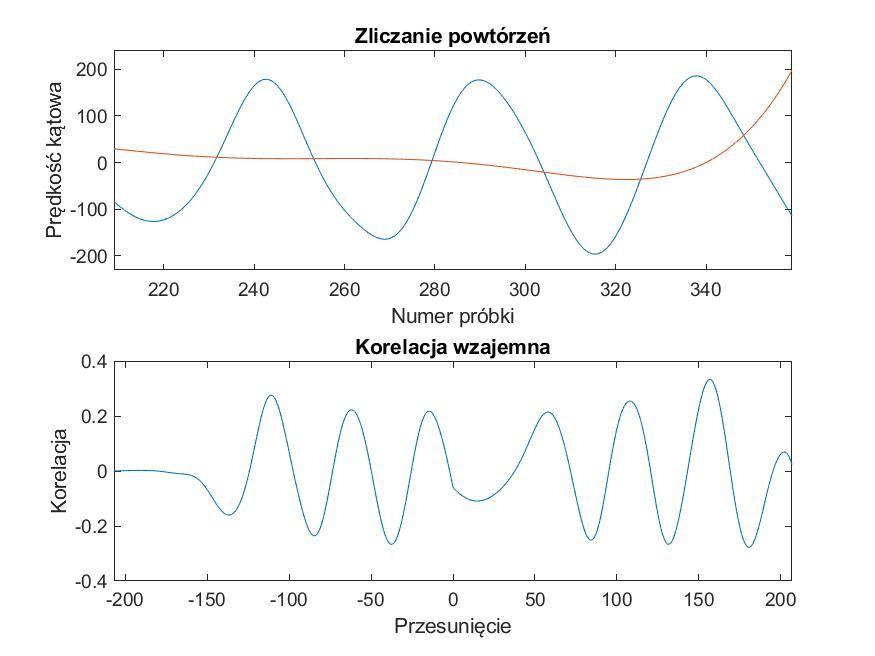 Zliczanie powtórzeń
200
100
0
-100
-200
Prędkość kątowa
220 240 260 280 300 320 340
Numer próbki
Korelacja wzajemna
0.4
0.2
0
-0.2
-0.4
Korelacja
-200 -150 -100 -50 0 50 100 150 200
Przesunięcie